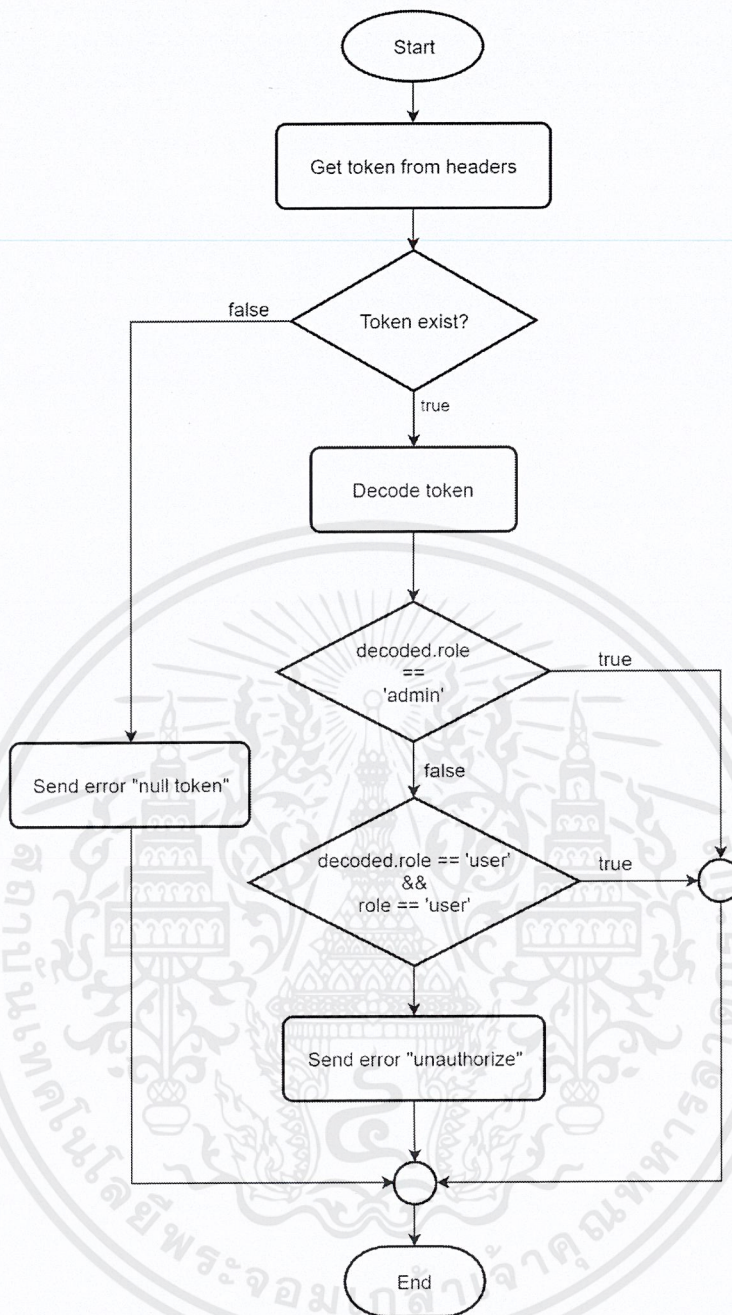 Start
Get token from headers
Token exist?
false
true
Decode token
decoded.role
==
'admin'
true
false
Send error "null token"
decoded.role == 'user'
&&
role == 'user'
true
Send error "unauthorize"
End